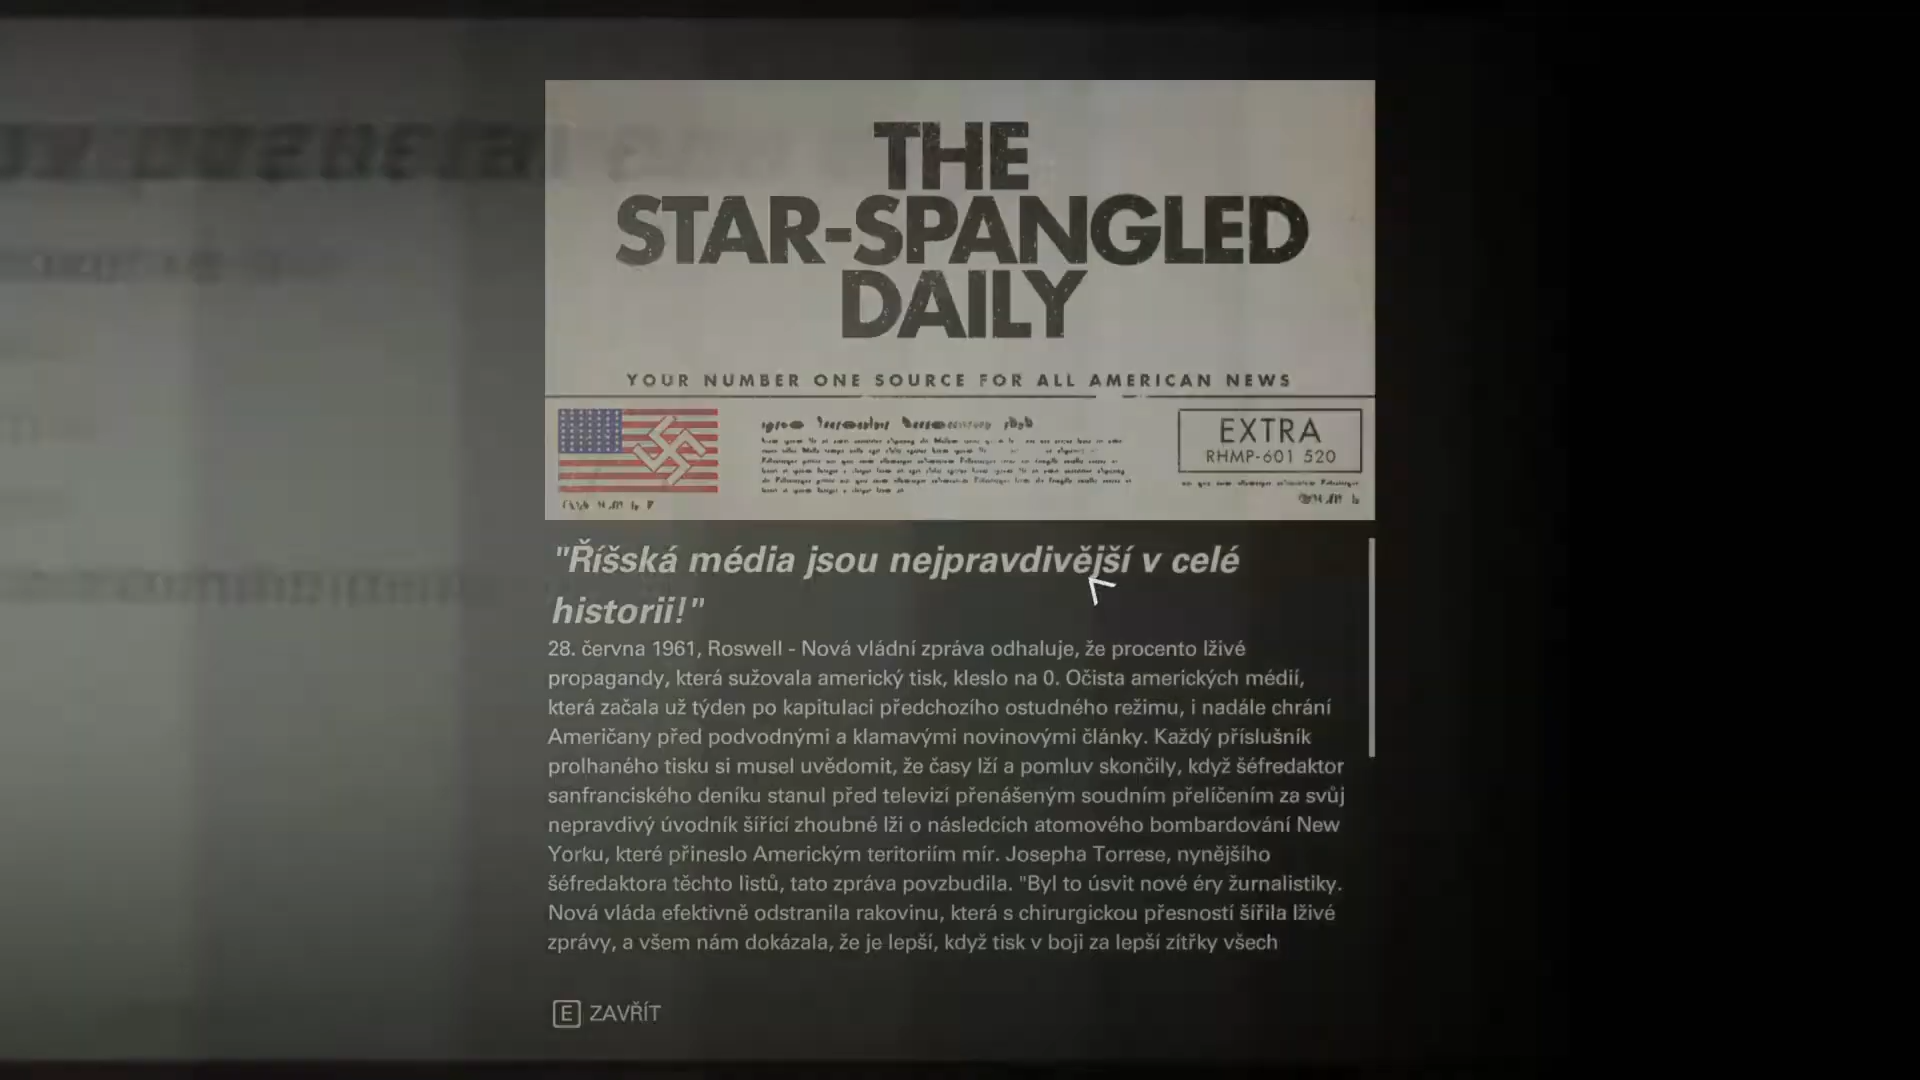 THE
STAR-SPANGLED
DAILY
YOUR NUMBER ONE SOURCE FOR ALL AMERICAN NEWS
EXTRA
RHMP-601 520
"Říšská média jsou nejpravdivější v celé
historii!"
28. června 1961, Roswell - Nová vládní zpráva odhaluje, že procento lživé
propagandy, která sužovala americký tisk, kleslo na 0. Očista amerických médií,
která začala už týden po kapitulaci předchozího ostudného režimu, i nadále chrání
Američany před podvodnými a klamavými novinovými články. Každý příslušník
prolhaného tisku si musel uvědomit, že časy lží a pomluv skončily, když šéfredaktor
sanfranciského deníku stanul před televizí přenášeným soudním přelíčením za svůj
nepravdivý úvodník šířící zhoubné lži o následcích atomového bombardování New
Yorku, které přineslo Americkým teritoriím mír. Josepha Torrese, nynějšího
šéfredaktora těchto listů, tato zpráva povzbudila. "Byl to úsvit nové éry žurnalistiky.
Nová vláda efektivně odstranila rakovinu, která s chirurgickou přesností šířila lživé
zprávy, a všem nám dokázala, že je lepší, když tisk v boji za lepší zítřky všech
E ZAVŘÍT